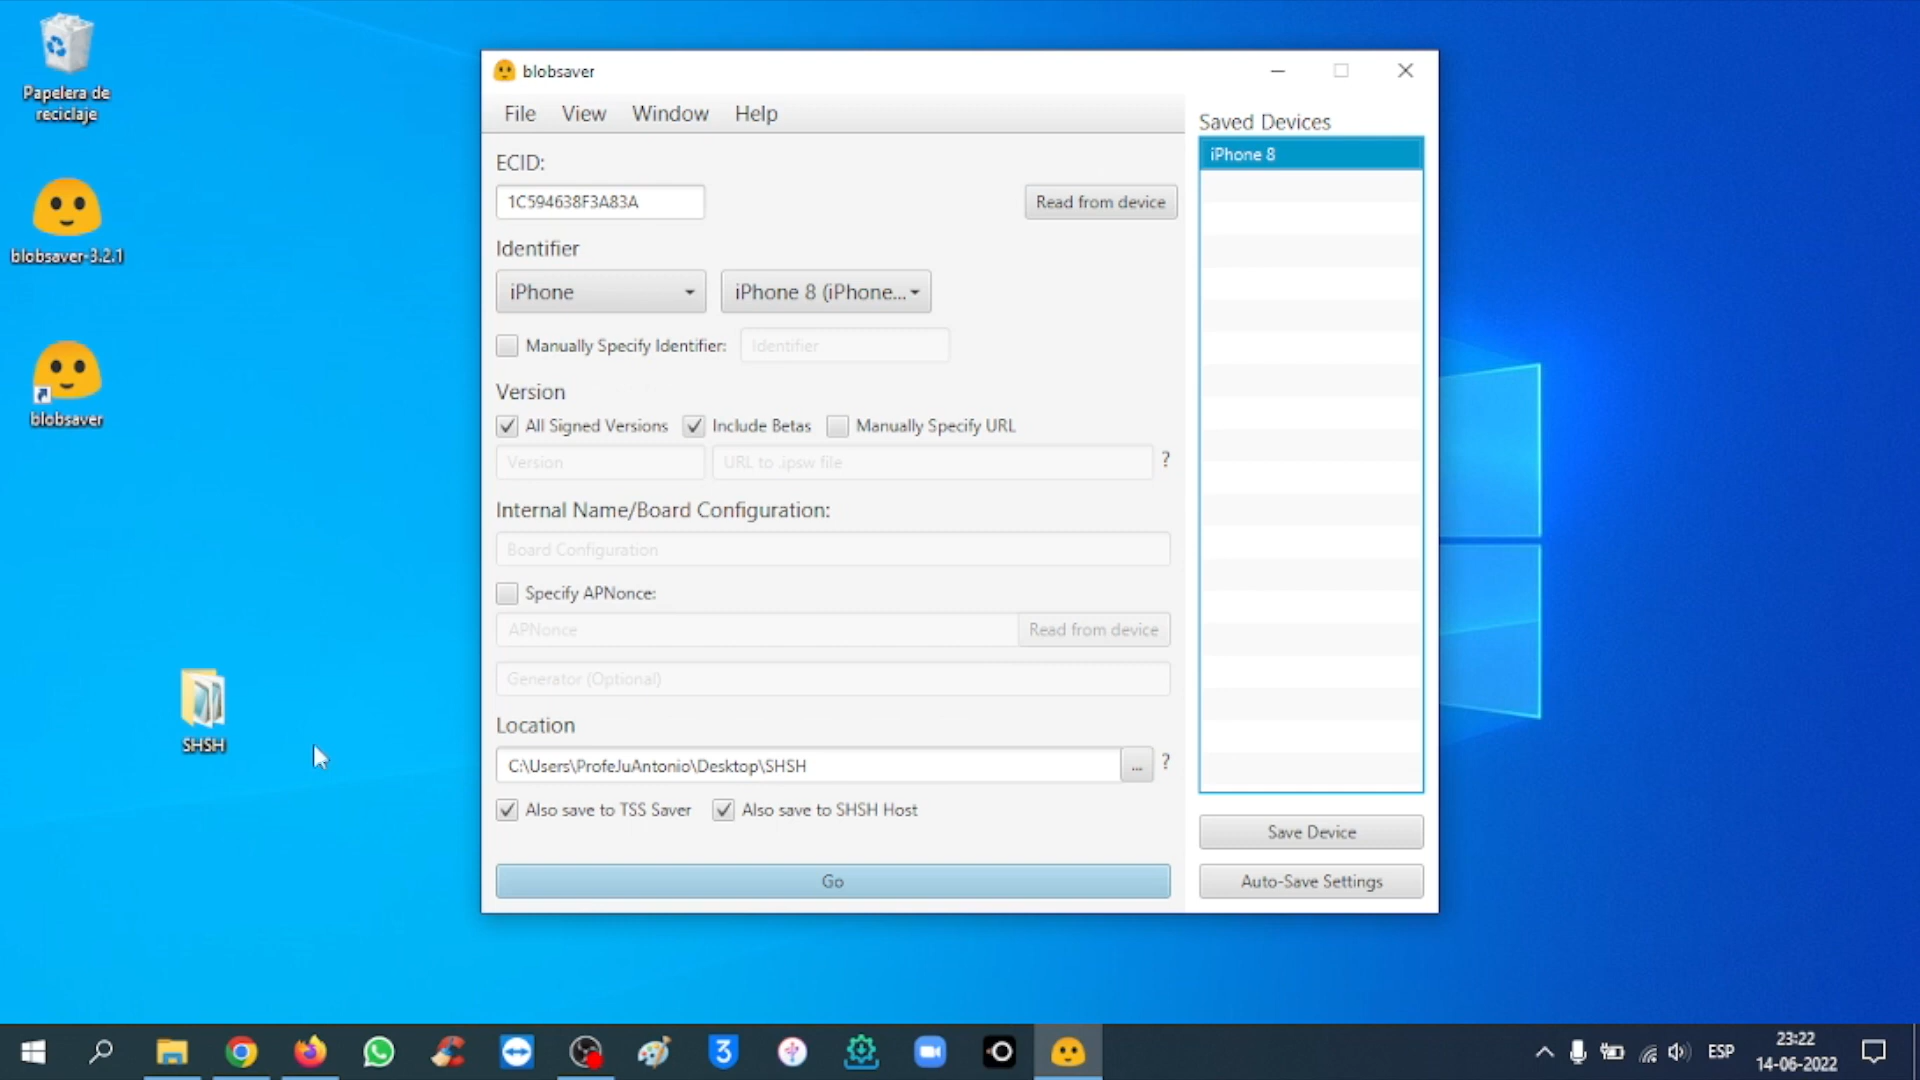 Papelera de
reciclaje
blobsaver-3.2.1
blobsaver
SHSH
blobsaver
File View Window Help
ECID:
1C594638F3A83A
Read from device
Identifier
iPhone
iPhone 8 (iPhone...
Manually Specify Identifier:
Identifier
Version
All Signed Versions
Include Betas
Manually Specify URL
Version
URL to .ipsw file
?
Internal Name/Board Configuration:
Board Configuration
Specify APNonce:
APNonce
Read from device
Generator (Optional)
Location
C:\Users\ProfeJuAntonio\Desktop\SHSH
...
?
Also save to TSS Saver
Also save to SHSH Host
Go
Saved Devices
iPhone 8
Save Device
Auto-Save Settings
3
ESP
23:22
14-06-2022